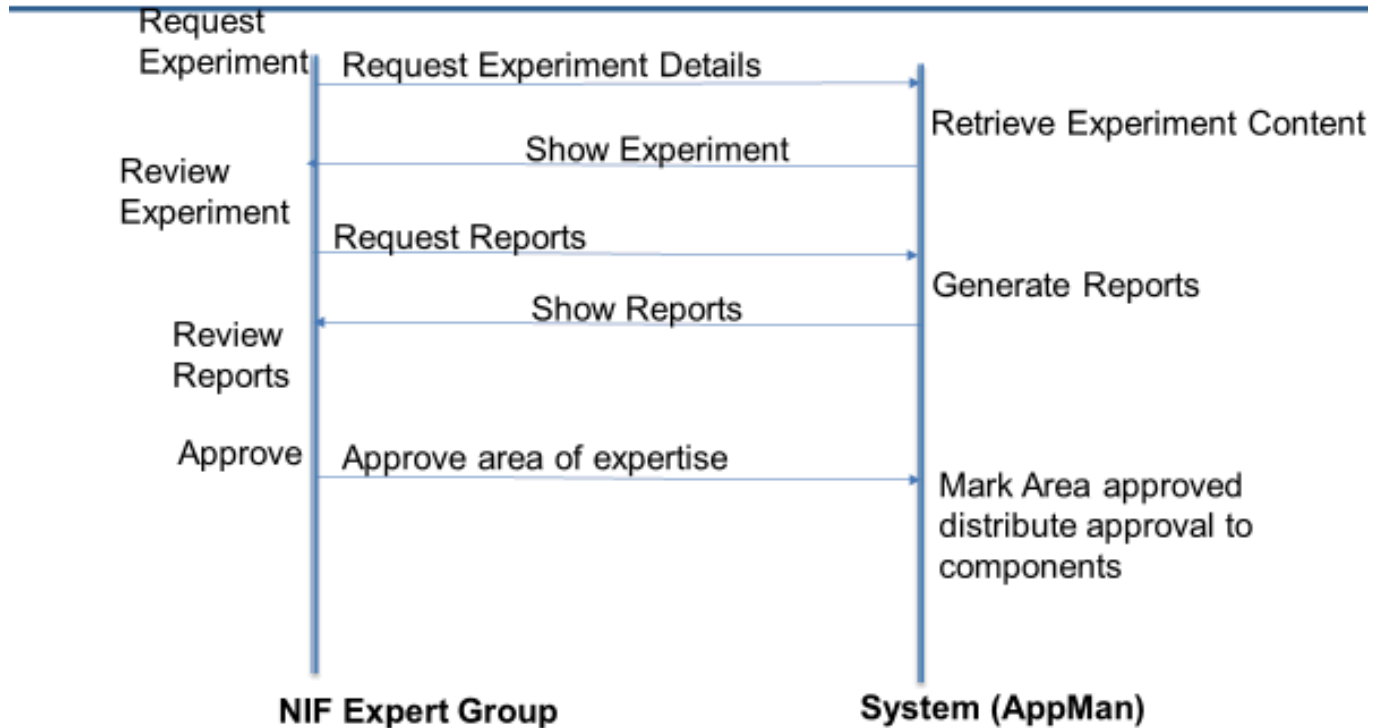 Request
Experiment
Request Experiment Details
Retrieve Experiment Content
Show Experiment
Review
Experiment
Request Reports
Generate Reports
Show Reports
Review
Reports
Approve
Approve area of expertise
Mark Area approved
distribute approval to
components
NIF Expert Group
System (AppMan)